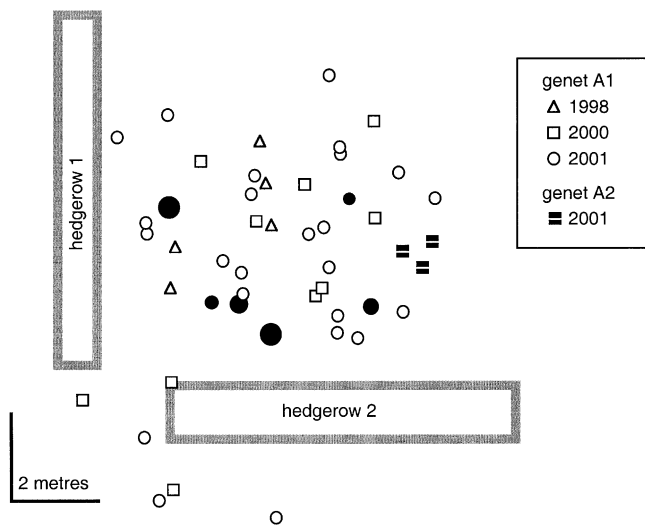 genet A1
1998
2000
2001
genet A2
2001
hedgerow 1
hedgerow 2
2 metres